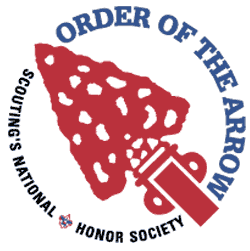 ORDER OF THE ARROW
SCOUTING'S NATIONAL HONOR SOCIETY